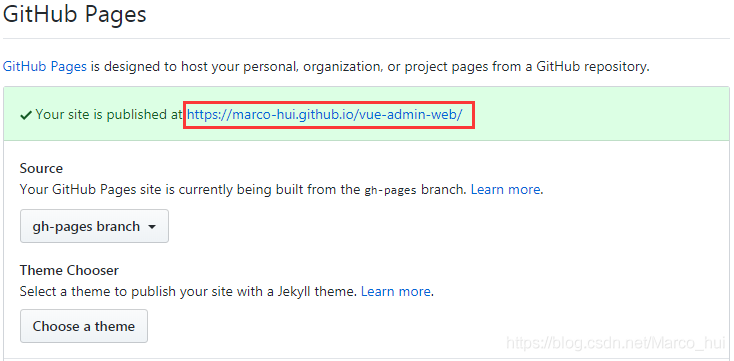 GitHub Pages
GitHub Pages is designed to host your personal, organization, or project pages from a GitHub repository.
Your site is published at https://marco-hui.github.io/vue-admin-web/
Source
Your GitHub Pages site is currently being built from the gh-pages branch. Learn more.
gh-pages branch
Theme Chooser
Select a theme to publish your site with a Jekyll theme. Learn more.
Choose a theme
https://blog.csdn.net/Marco_hui